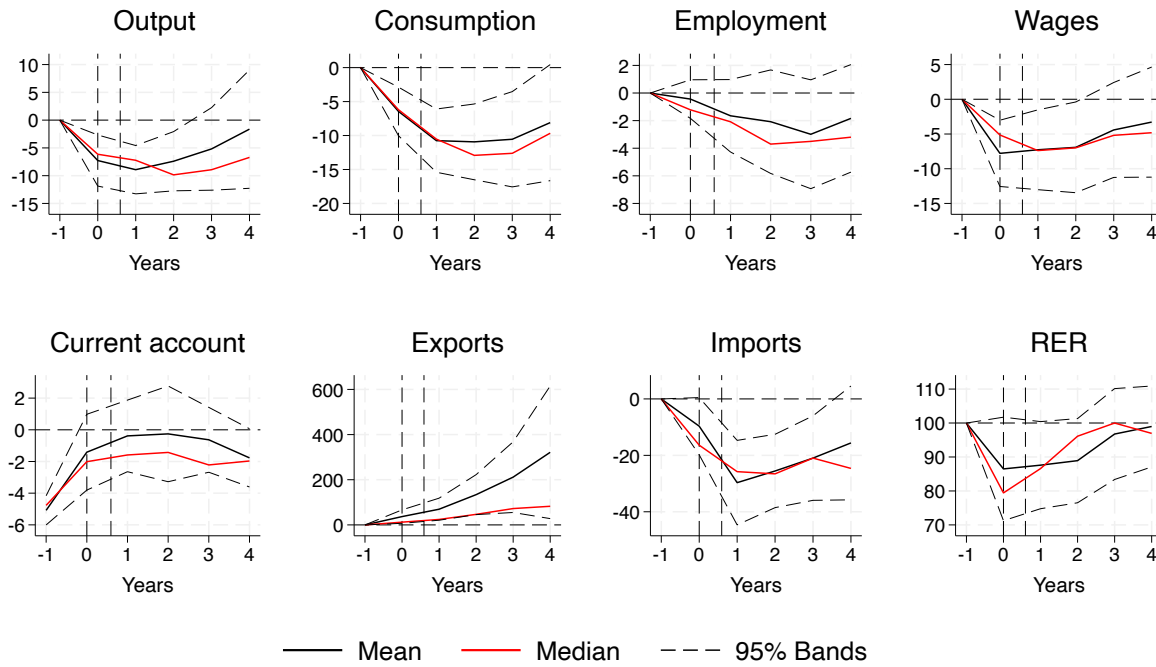 Output
Consumption
Employment
Wages
10
5
0
-5
-10
-15
-1 0 1 2 3 4
Years
0
-5
-10
-15
-20
-1 0 1 2 3 4
Years
2
0
-2
-4
-6
-8
-1 0 1 2 3 4
Years
5
0
-5
-10
-15
-1 0 1 2 3 4
Years
Current account
Exports
Imports
RER
2
0
-2
-4
-6
-1 0 1 2 3 4
Years
600
400
200
0
-1 0 1 2 3 4
Years
0
-20
-40
-1 0 1 2 3 4
Years
110
100
90
80
70
-1 0 1 2 3 4
Years
Mean Median 95% Bands